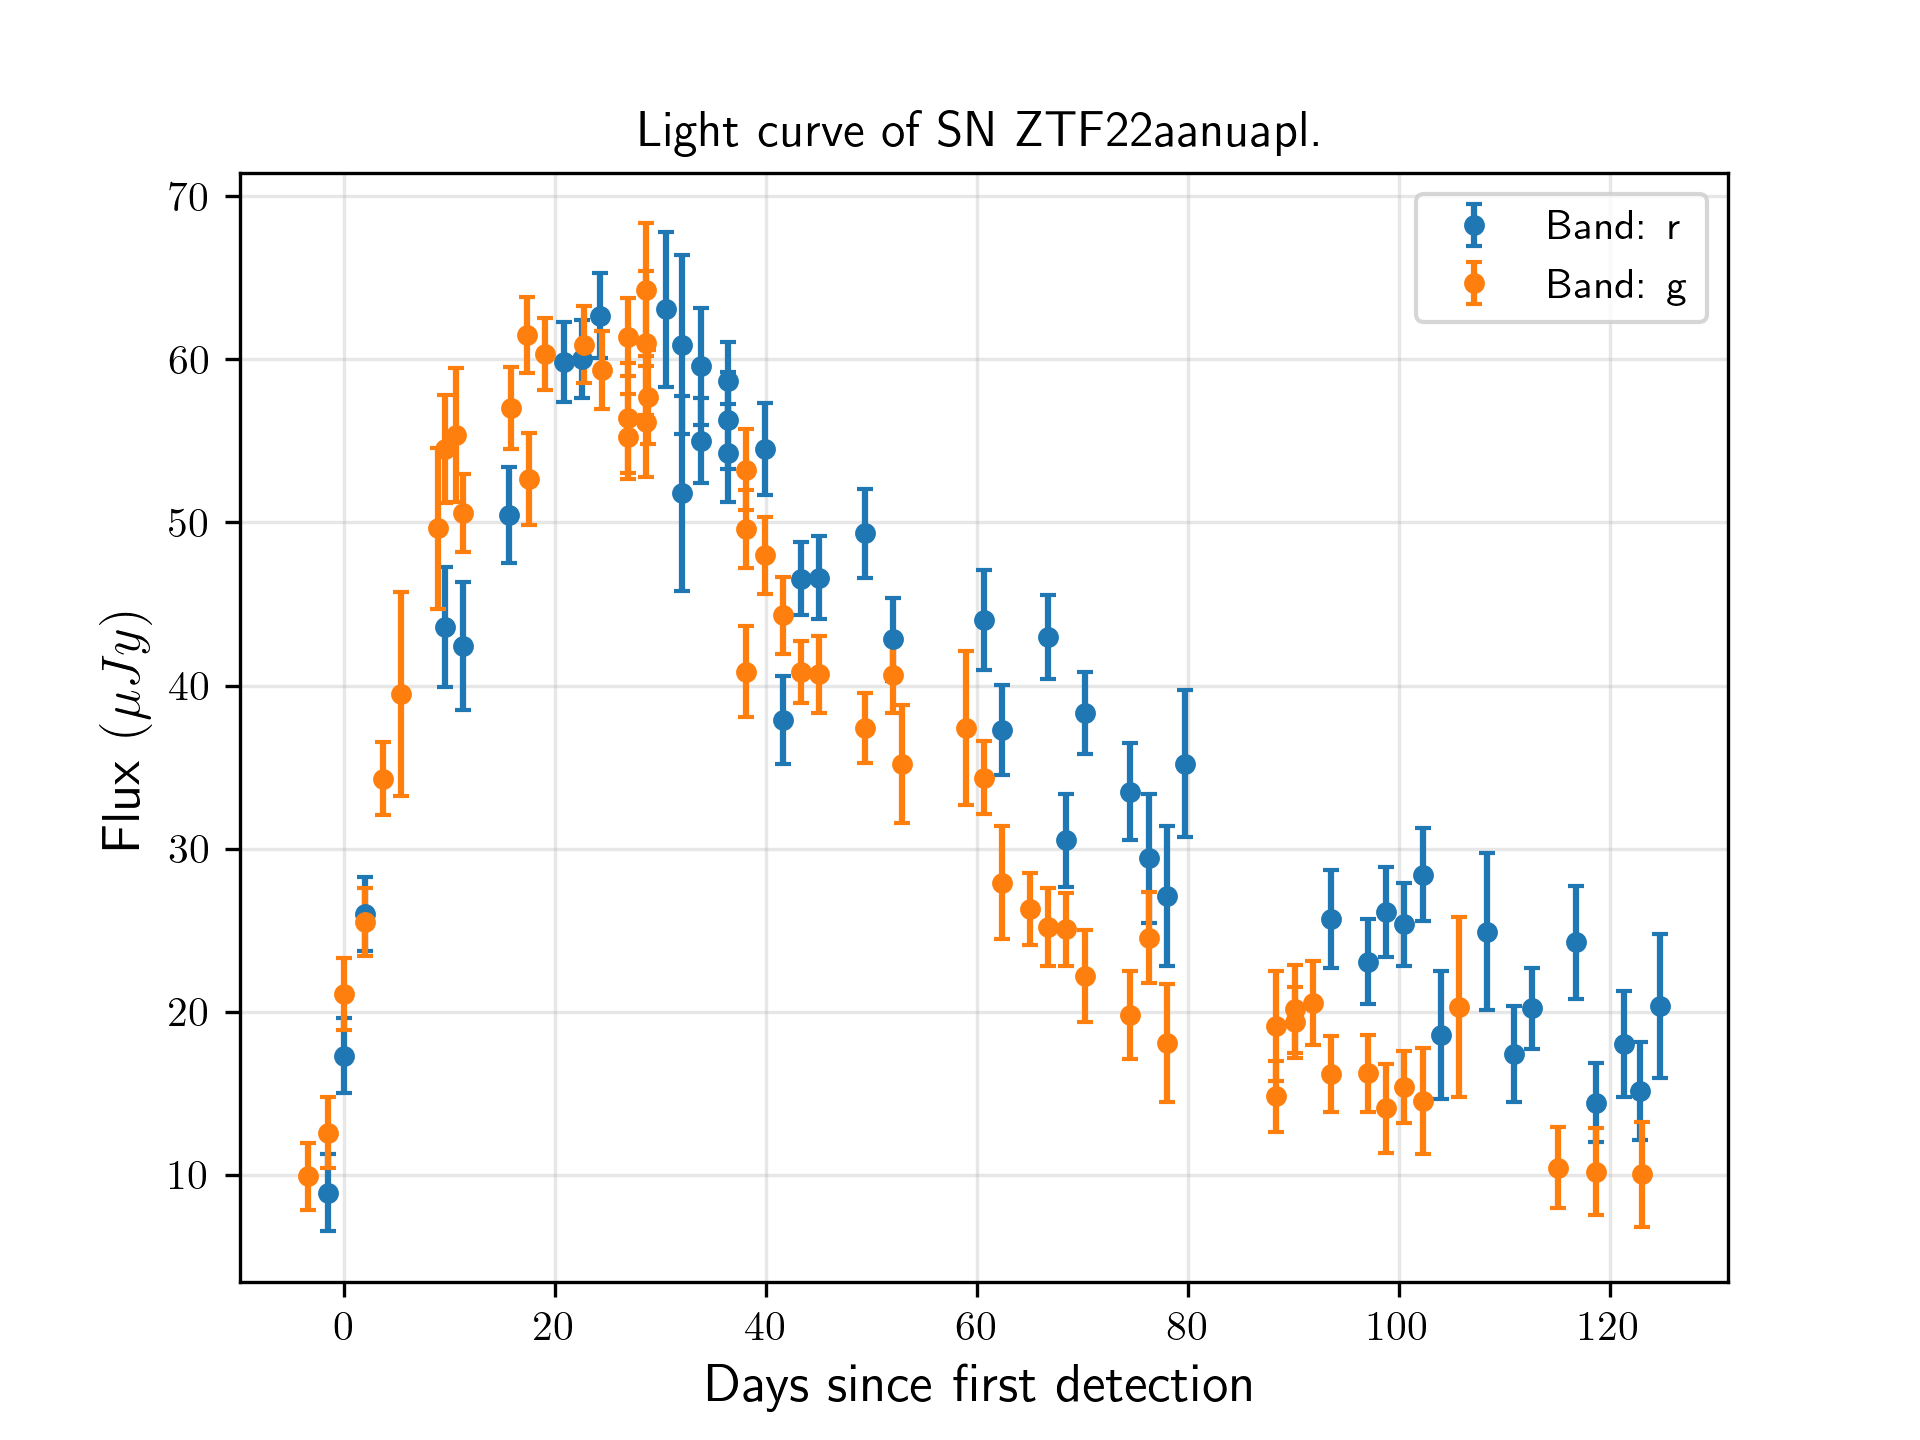 Light curve of SN ZTF22aanuapl.
70
60
50
40
30
20
10
Flux (μJy)
Band: r
Band: g
0 20 40 60 80 100 120
Days since first detection